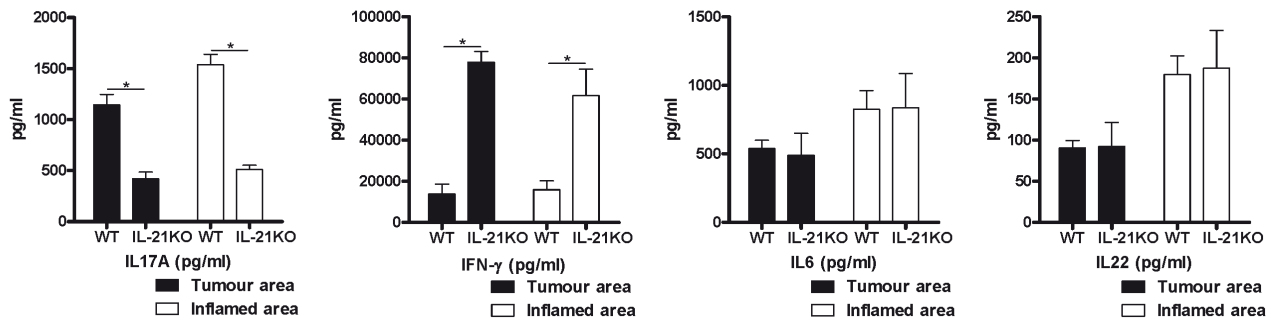 2000
1500
1000
500
0
pg/ml
*
*
WT IL-21KO WT IL-21KO
IL17A (pg/ml)
Tumour area
Inflamed area
100000
80000
60000
40000
20000
0
pg/ml
*
*
WT IL-21KO WT IL-21KO
IFN-γ (pg/ml)
Tumour area
Inflamed area
1500
1000
500
0
pg/ml
WT IL-21KO WT IL-21KO
IL6 (pg/ml)
Tumour area
Inflamed area
250
200
150
100
50
0
pg/ml
WT IL-21KO WT IL-21KO
IL22 (pg/ml)
Tumour area
Inflamed area